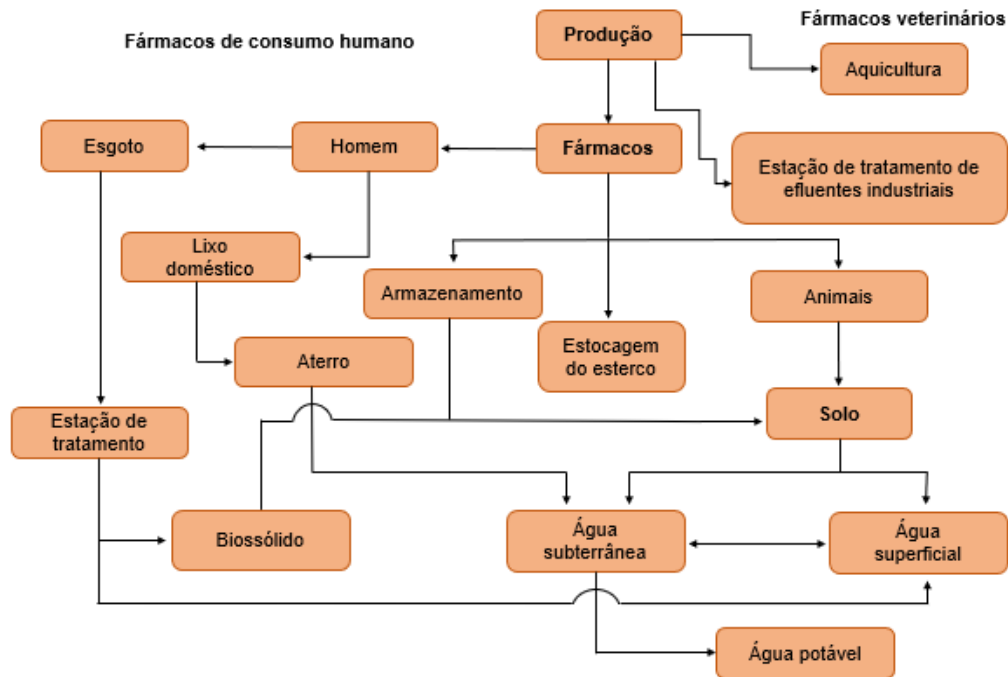 Fármacos de consumo humano
Produção
Fármacos veterinários
Aquicultura
Esgoto
Homem
Fármacos
Estação de tratamento de
efluentes industriais
Lixo
doméstico
Armazenamento
Animais
Estocagem
do esterco
Aterro
Solo
Estação de
tratamento
Biossólido
Água
subterrânea
Água
superficial
Água potável